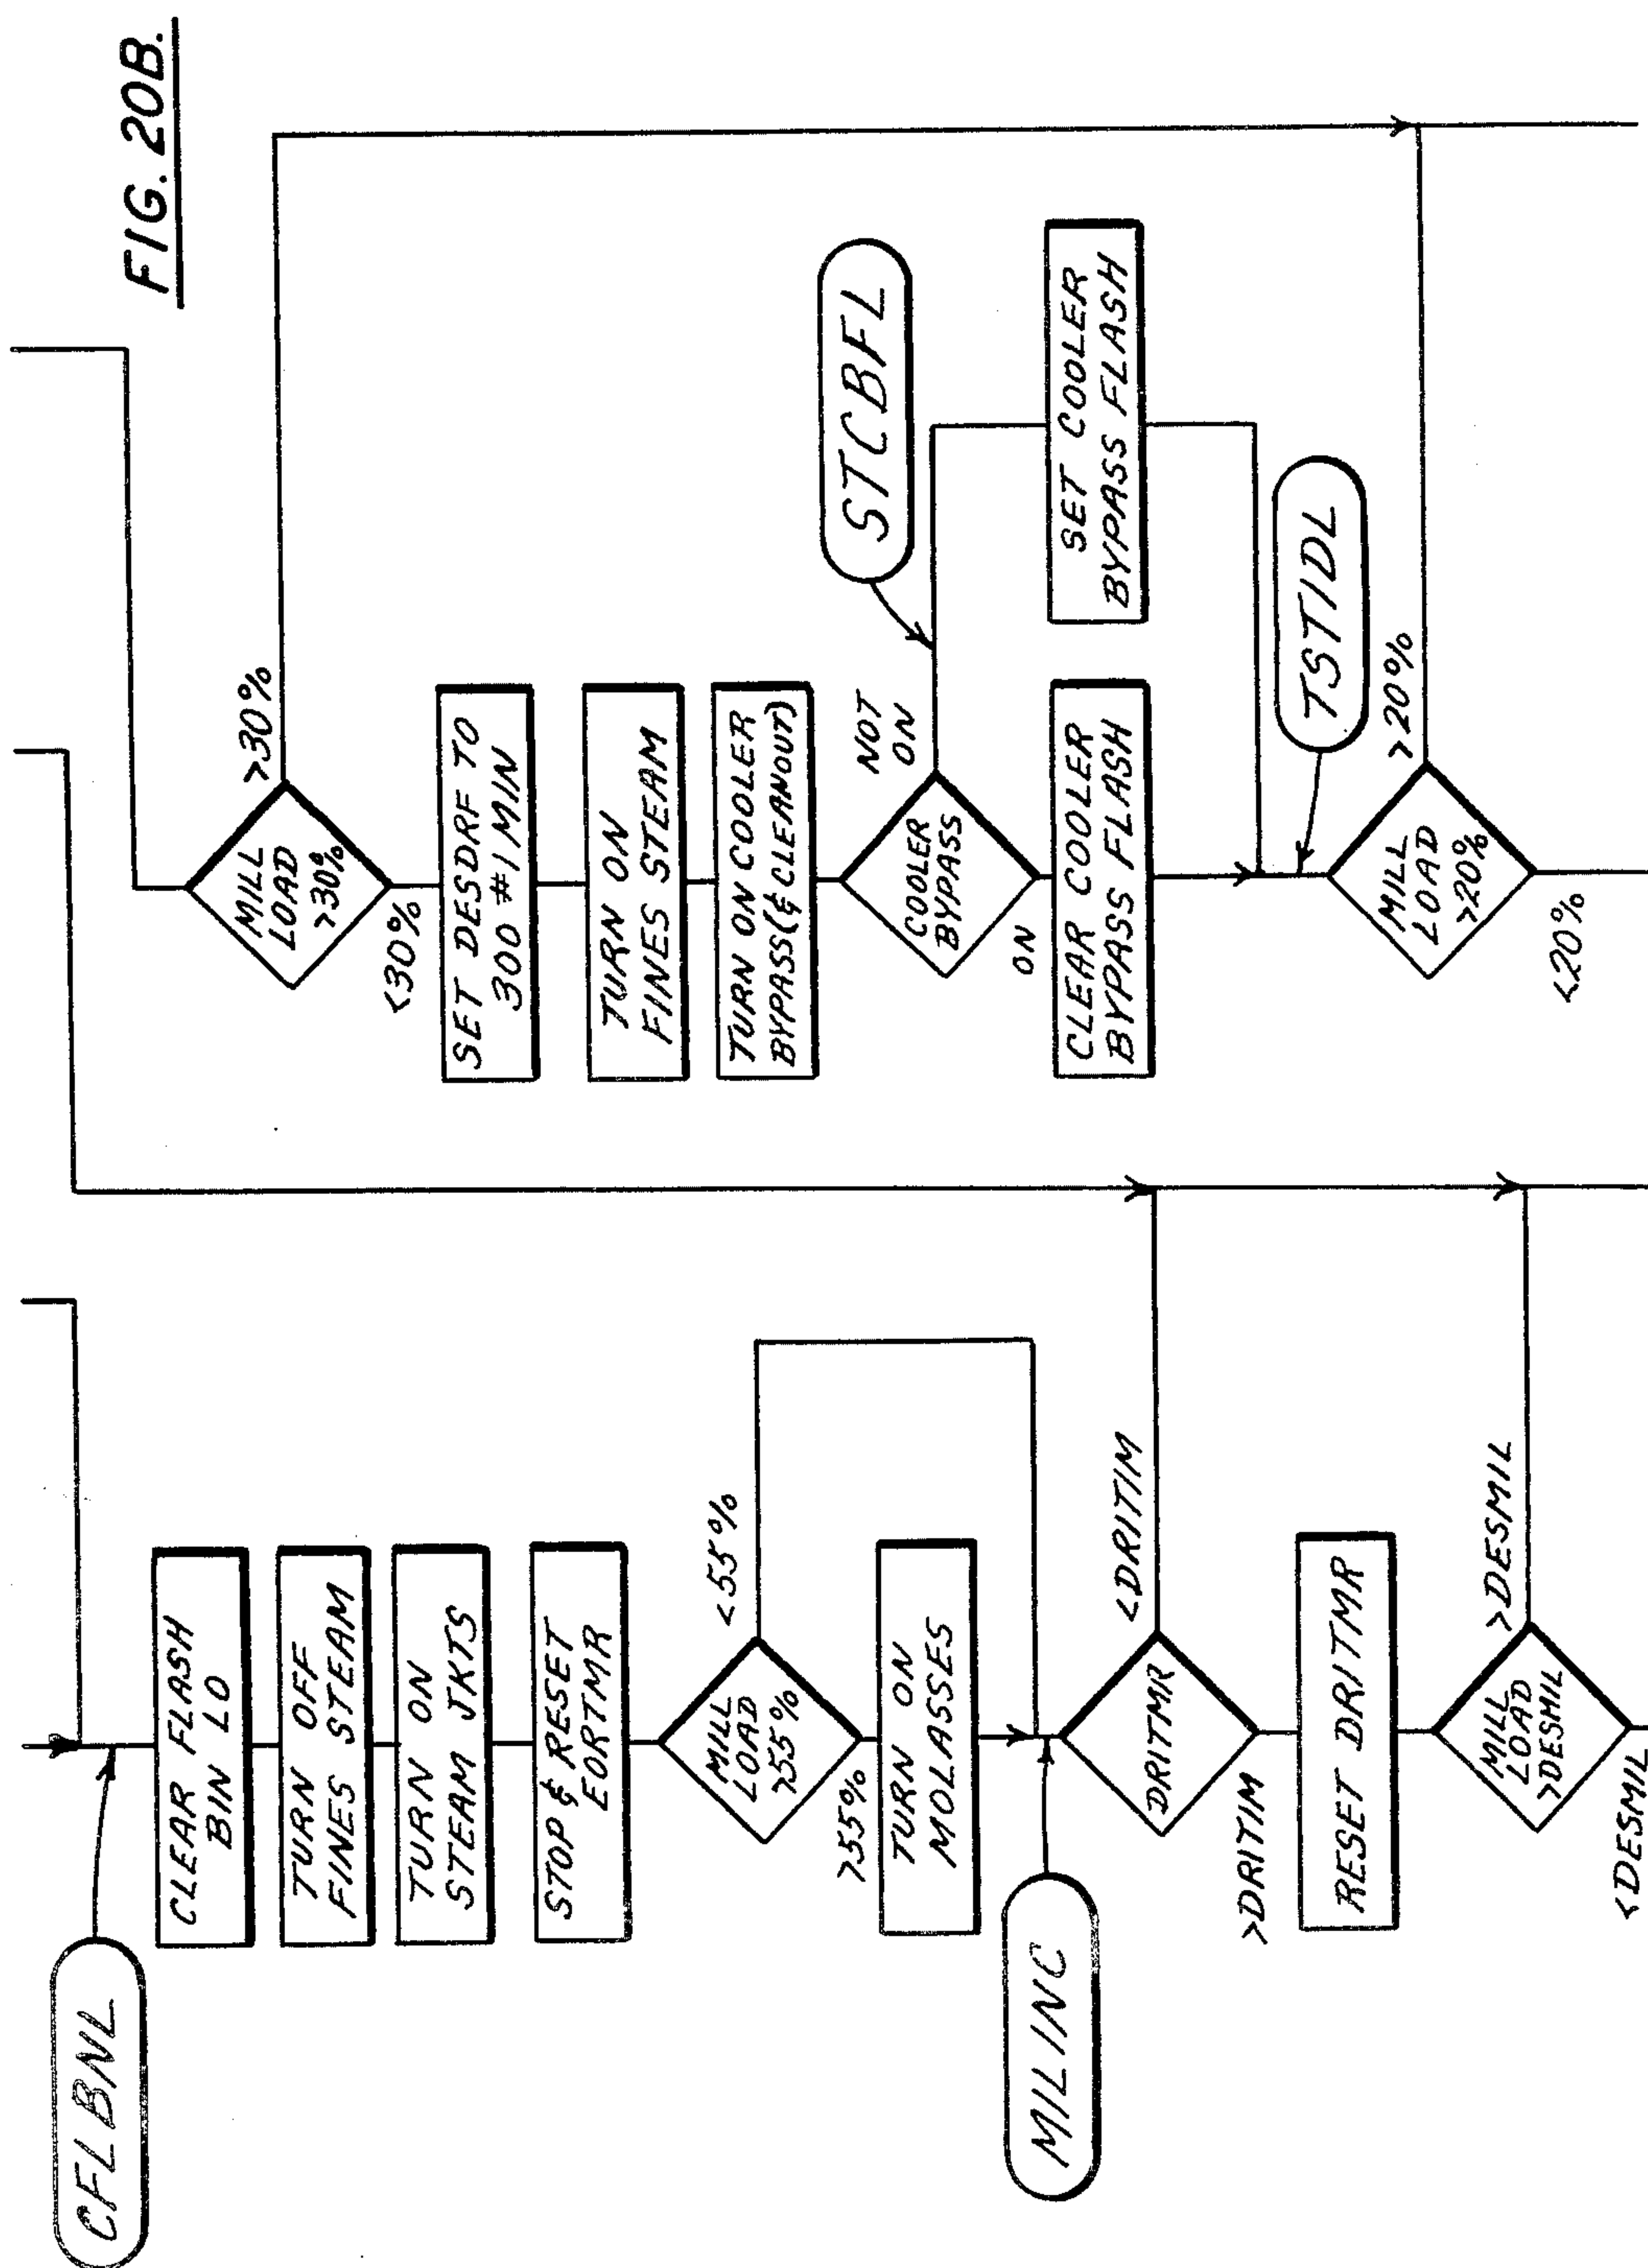 FIG. 20B.
CFLBNL
CLEAR FLASH
BIN LO
TURN OFF
FINES STEAM
TURN ON
STEAM JKTS
STOP & RESET
EORTMR
MILL
LOAD
>55%
<55%
>55%
TURN ON
MOLASSES
MILINC
DRITMR
<DRITIM
>DRITIM
RESET DRITMR
MILL
LOAD
>DESMIL
>DESMIL
<DESMIL
MILL
LOAD
>30%
>30%
<30%
SET DESDRF TO
300 #/MIN
TURN ON
FINES STEAM
TURN ON COOLER
BYPASS(& CLEANOUT)
STCBFL
COOLER
BYPASS
NOT
ON
ON
CLEAR COOLER
BYPASS FLASH
SET COOLER
BYPASS FLASH
TSTIDL
MILL
LOAD
>20%
>20%
<20%